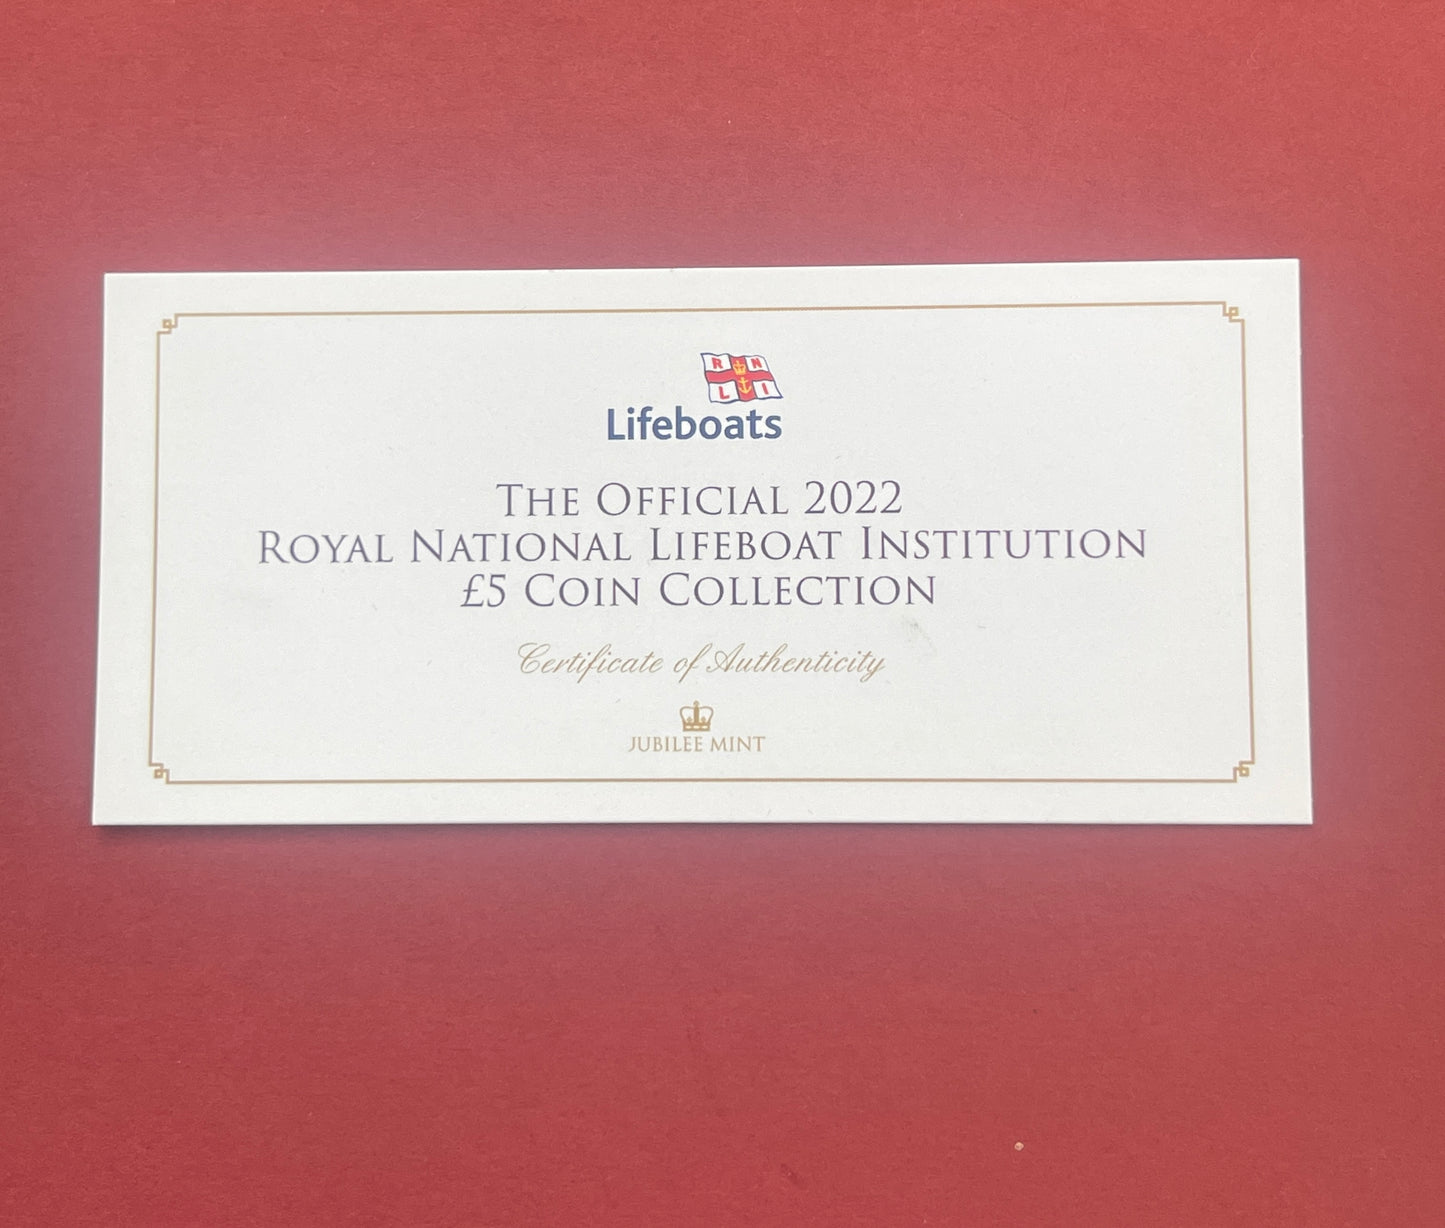 R N
L I
Lifeboats
THE OFFICIAL 2022
ROYAL NATIONAL LIFEBOAT INSTITUTION
£5 COIN COLLECTION
Certificate of Authenticity
JUBILEE MINT